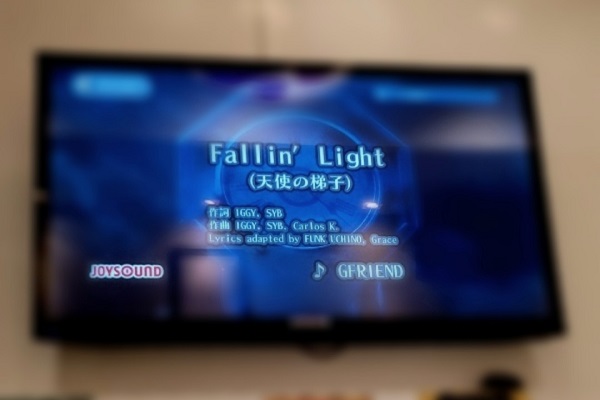 Fallin' Light
(天使の梯子)
作詞 IGGY, SYB
作曲 IGGY, SYB, Carlos K.
Lyrics adapted by FUNK UCHINO, Grace
JOYSOUND
♪ GFRIEND